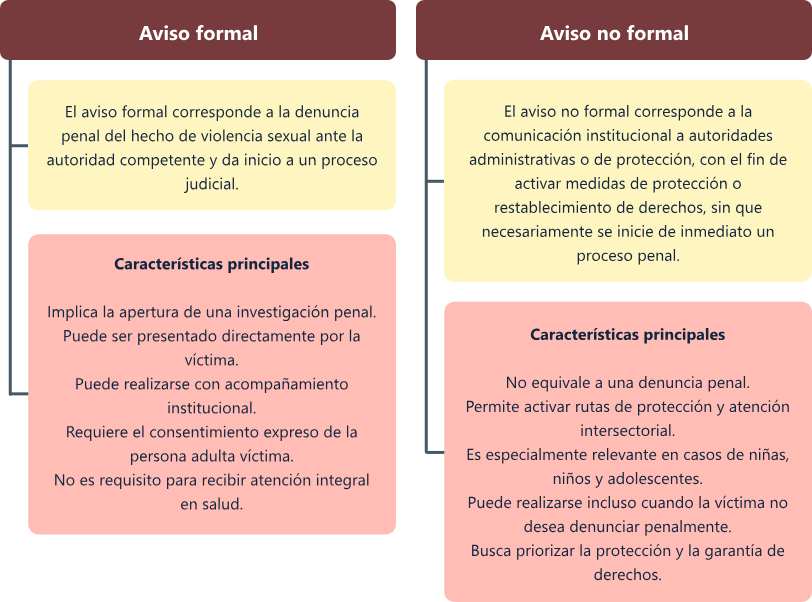 Aviso formal
El aviso formal corresponde a la denuncia
penal del hecho de violencia sexual ante la
autoridad competente y da inicio a un proceso
judicial.
Características principales
Implica la apertura de una investigación penal.
Puede ser presentado directamente por la
víctima.
Puede realizarse con acompañamiento
institucional.
Requiere el consentimiento expreso de la
persona adulta víctima.
No es requisito para recibir atención integral
en salud.
Aviso no formal
El aviso no formal corresponde a la
comunicación institucional a autoridades
administrativas o de protección, con el fin de
activar medidas de protección o
restablecimiento de derechos, sin que
necesariamente se inicie de inmediato un
proceso penal.
Características principales
No equivale a una denuncia penal.
Permite activar rutas de protección y atención
intersectorial.
Es especialmente relevante en casos de niñas,
niños y adolescentes.
Puede realizarse incluso cuando la víctima no
desea denunciar penalmente.
Busca priorizar la protección y la garantía de
derechos.